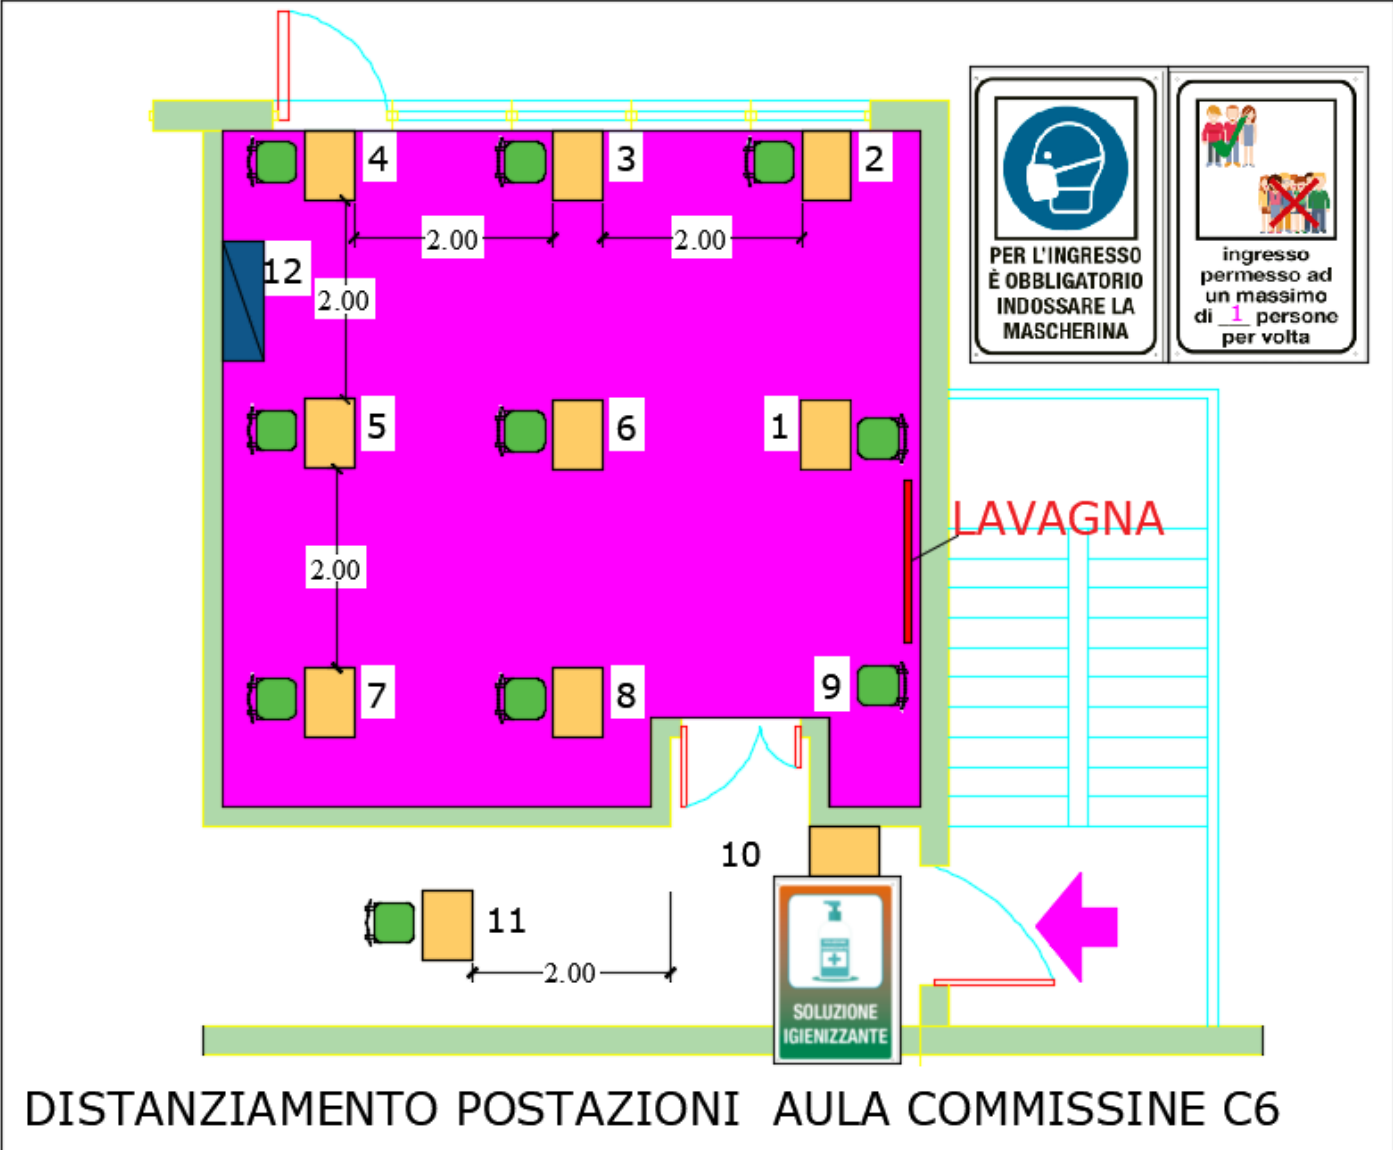 4
3
2
2.00
2.00
12
2.00
PER L'INGRESSO
È OBBLIGATORIO
INDOSSARE LA
MASCHERINA
ingresso
permesso ad
un massimo
di 1 persone
per volta
5
6
1
LAVAGNA
2.00
7
8
9
10
11
2.00
SOLUZIONE
IGIENIZZANTE
DISTANZIAMENTO POSTAZIONI AULA COMMISSINE C6